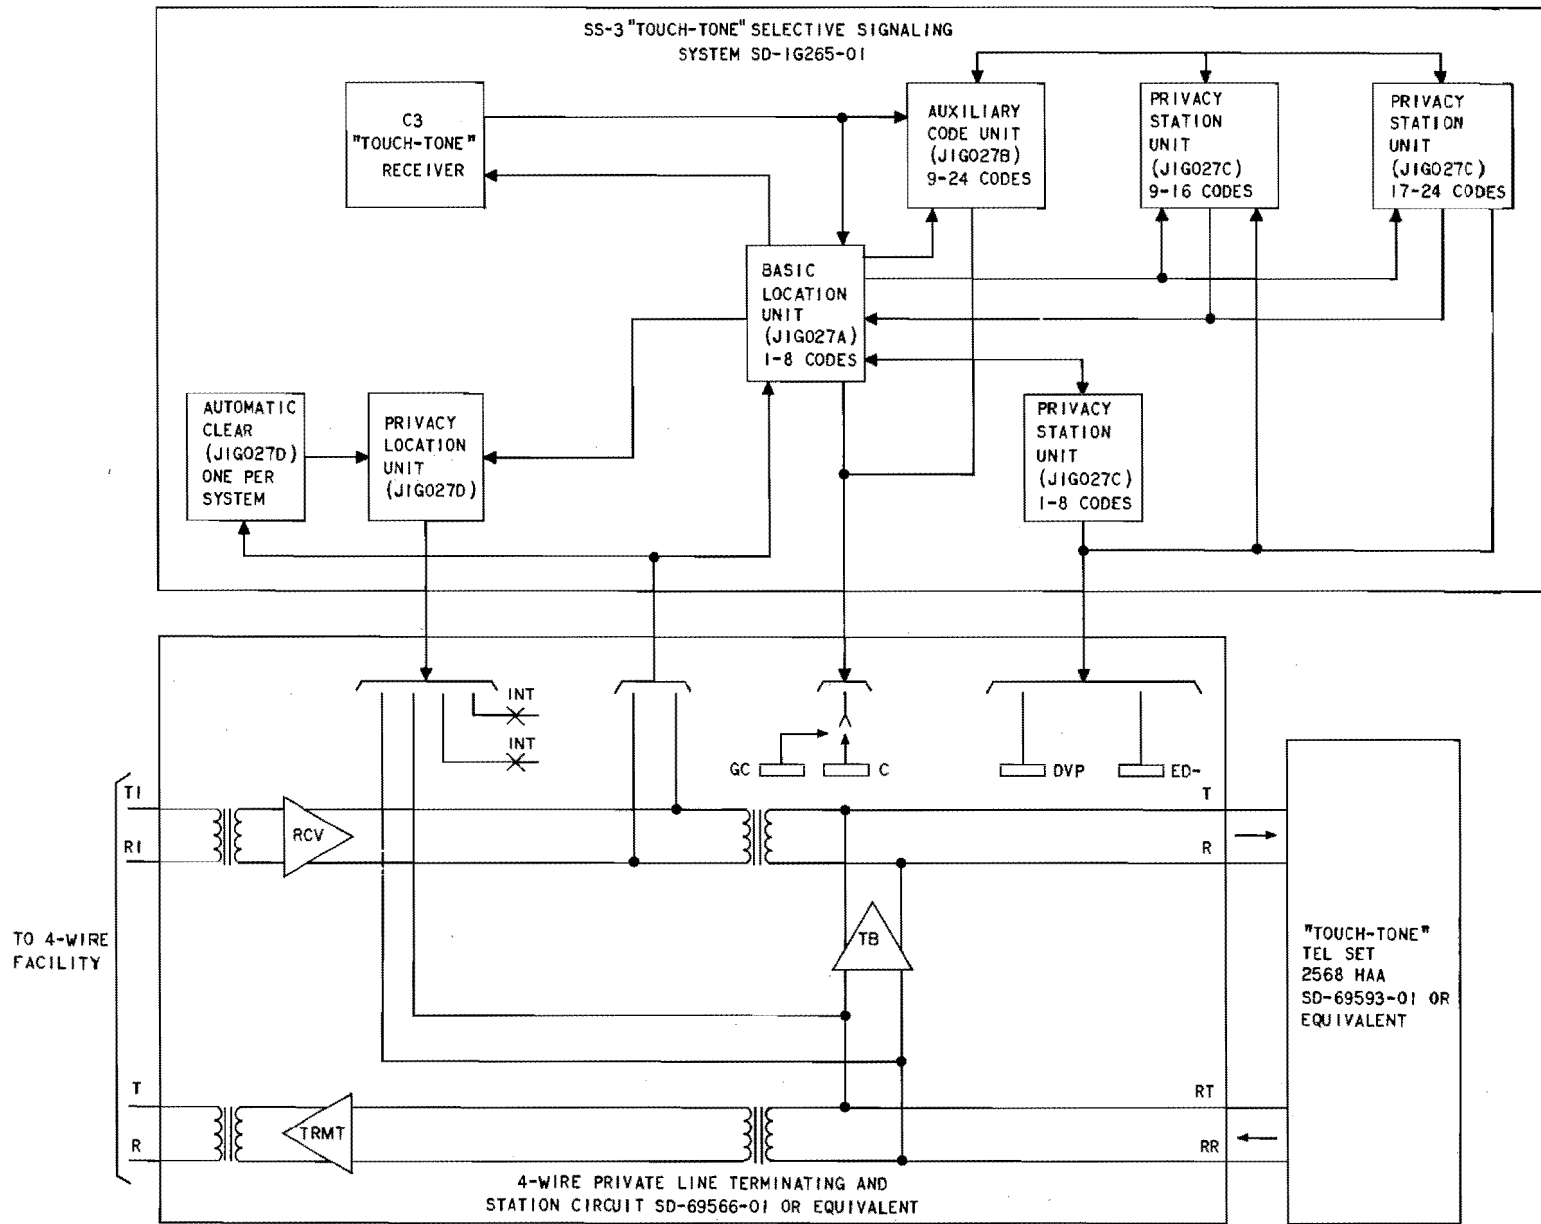 SS-3 "TOUCH-TONE" SELECTIVE SIGNALING
SYSTEM SD-1G265-01
C3
"TOUCH-TONE"
RECEIVER
AUXILIARY
CODE UNIT
(J1G027B)
9-24 CODES
PRIVACY
STATION
UNIT
(J1G027C)
9-16 CODES
PRIVACY
STATION
UNIT
(J1G027C)
17-24 CODES
BASIC
LOCATION
UNIT
(J1G027A)
1-8 CODES
AUTOMATIC
CLEAR
(J1G027D)
ONE PER
SYSTEM
PRIVACY
LOCATION
UNIT
(J1G027D)
PRIVACY
STATION
UNIT
(J1G027C)
1-8 CODES
INT
INT
GC
C
DVP
ED-
T1
R1
RCV
T
R
TB
TO 4-WIRE
FACILITY
"TOUCH-TONE"
TEL SET
2568 HAA
SD-69593-01 OR
EQUIVALENT
T
R
TRMT
RT
RR
4-WIRE PRIVATE LINE TERMINATING AND
STATION CIRCUIT SD-69566-01 OR EQUIVALENT